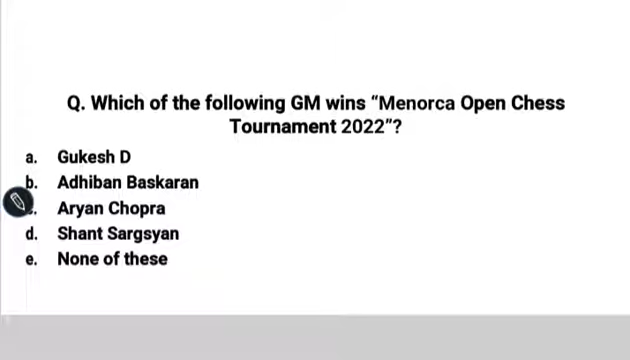 Q. Which of the following GM wins “Menorca Open Chess
Tournament 2022”?
a. Gukesh D
b. Adhiban Baskaran
Aryan Chopra
d. Shant Sargsyan
e. None of these